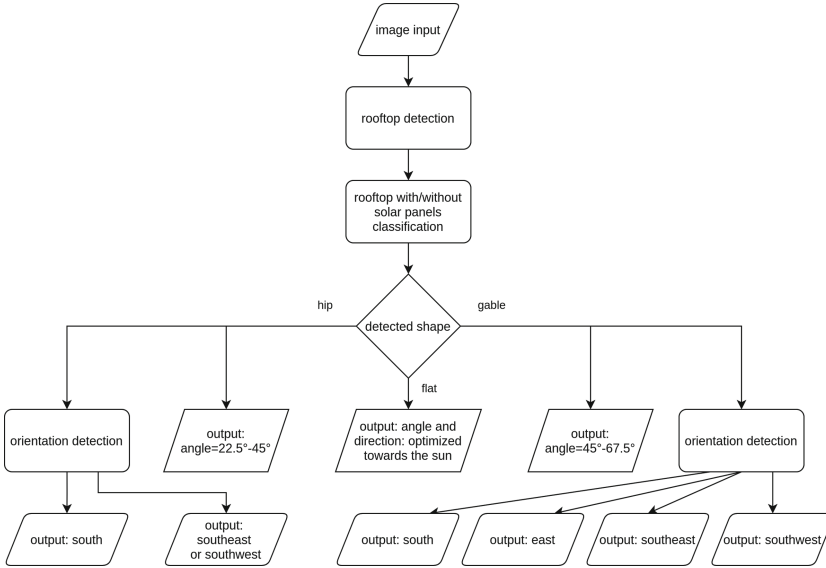 image input
rooftop detection
rooftop with/without
solar panels
classification
hip
gable
detected shape
flat
orientation detection
output:
angle=22.5°-45°
output: angle and
direction: optimized
towards the sun
output:
angle=45°-67.5°
orientation detection
output: south
output:
southeast
or southwest
output: south
output: east
output: southeast
output: southwest